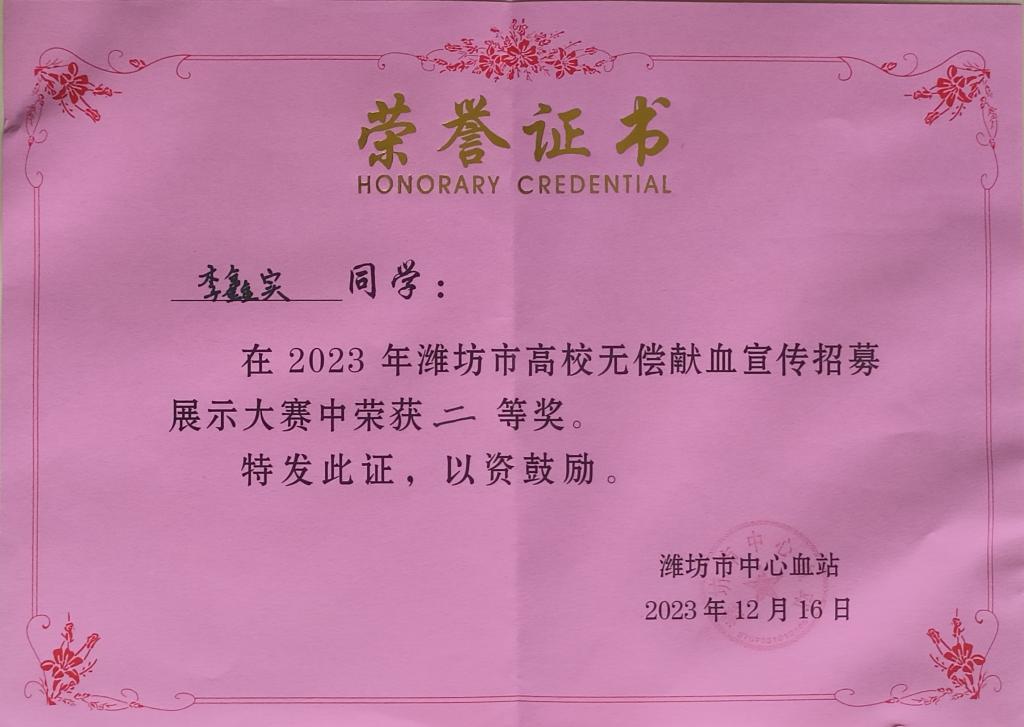 荣誉证书
HONORARY CREDENTIAL
李鑫实 同学：
在 2023 年潍坊市高校无偿献血宣传招募
展示大赛中荣获 二 等奖。
特发此证，以资鼓励。
潍坊市中心血站
2023 年 12 月 16 日